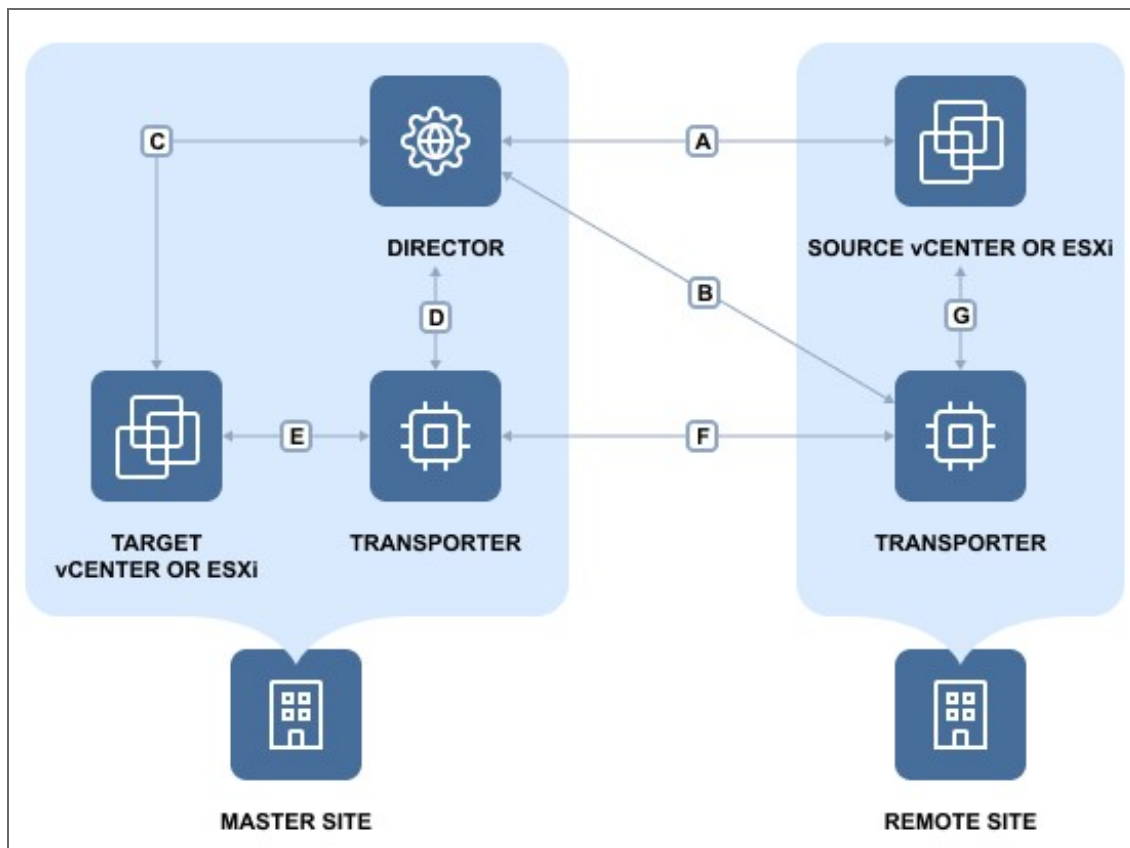 C
A
DIRECTOR
SOURCE vCENTER OR ESXi
B
D
G
E
F
TARGET
vCENTER OR ESXi
TRANSPORTER
TRANSPORTER
MASTER SITE
REMOTE SITE